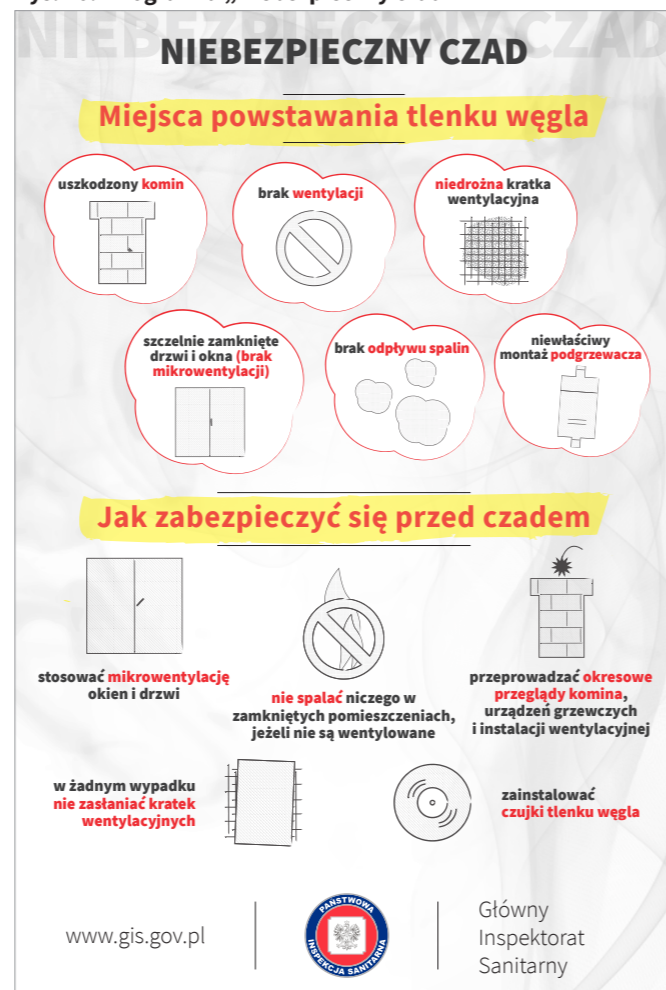 NIEBEZPIECZNY CZAD
NIEBEZPIECZNY CZAD
Miejsca powstawania tlenku węgla
uszkodzony komin
brak wentylacji
niedrożna kratka
wentylacyjna
szczelnie zamknięte
drzwi i okna (brak
mikrowentylacji)
brak odpływu spalin
niewłaściwy
montaż podgrzewacza
Jak zabezpieczyć się przed czadem
stosować mikrowentylację
okien i drzwi
nie spalać niczego w
zamkniętych pomieszczeniach,
jeżeli nie są wentylowane
przeprowadzać okresowe
przeglądy komina,
urządzeń grzewczych
i instalacji wentylacyjnej
w żadnym wypadku
nie zasłaniać kratek
wentylacyjnych
zainstalować
czujki tlenku węgla
www.gis.gov.pl
PAŃSTWOWA
INSPEKCJA SANITARNA
Główny
Inspektorat
Sanitarny